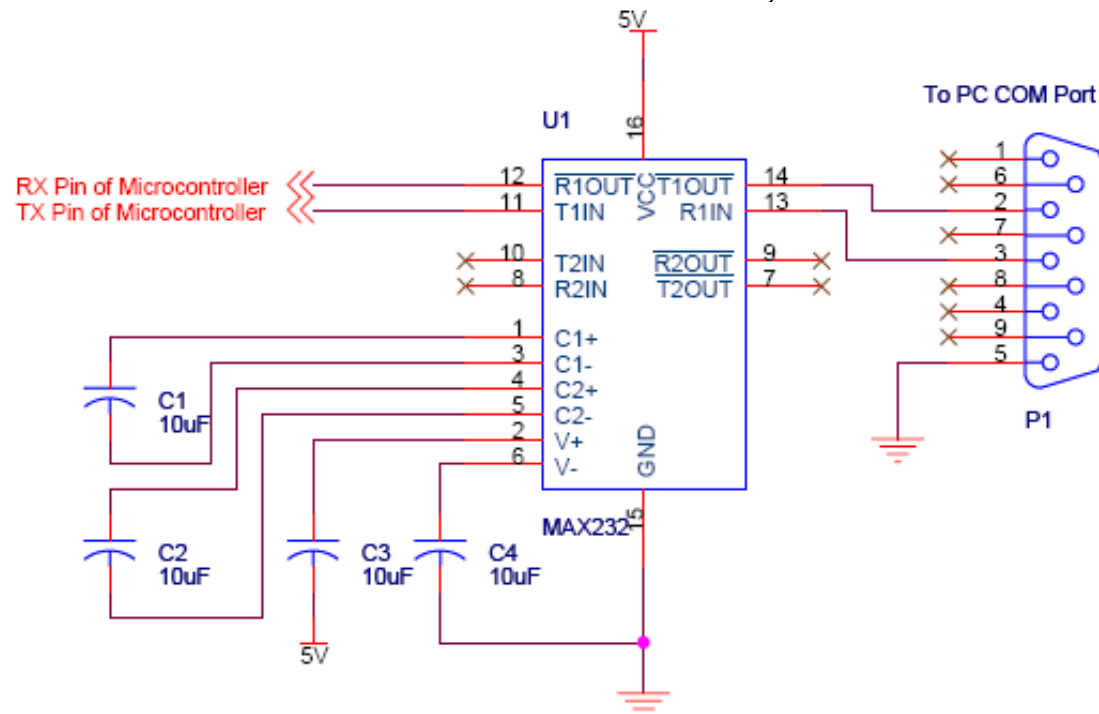 5V
To PC COM Port
U1
16
1
6
2
7
3
8
4
9
5
P1
RX Pin of Microcontroller
TX Pin of Microcontroller
12
11
10
8
1
3
4
5
2
6
R1OUT
T1IN
T2IN
R2IN
C1+
C1-
C2+
C2-
V+
V-
VCC
GND
T1OUT
R1IN
R2OUT
T2OUT
14
13
9
7
MAX232
15
C1
10uF
C2
10uF
C3
10uF
C4
10uF
5V